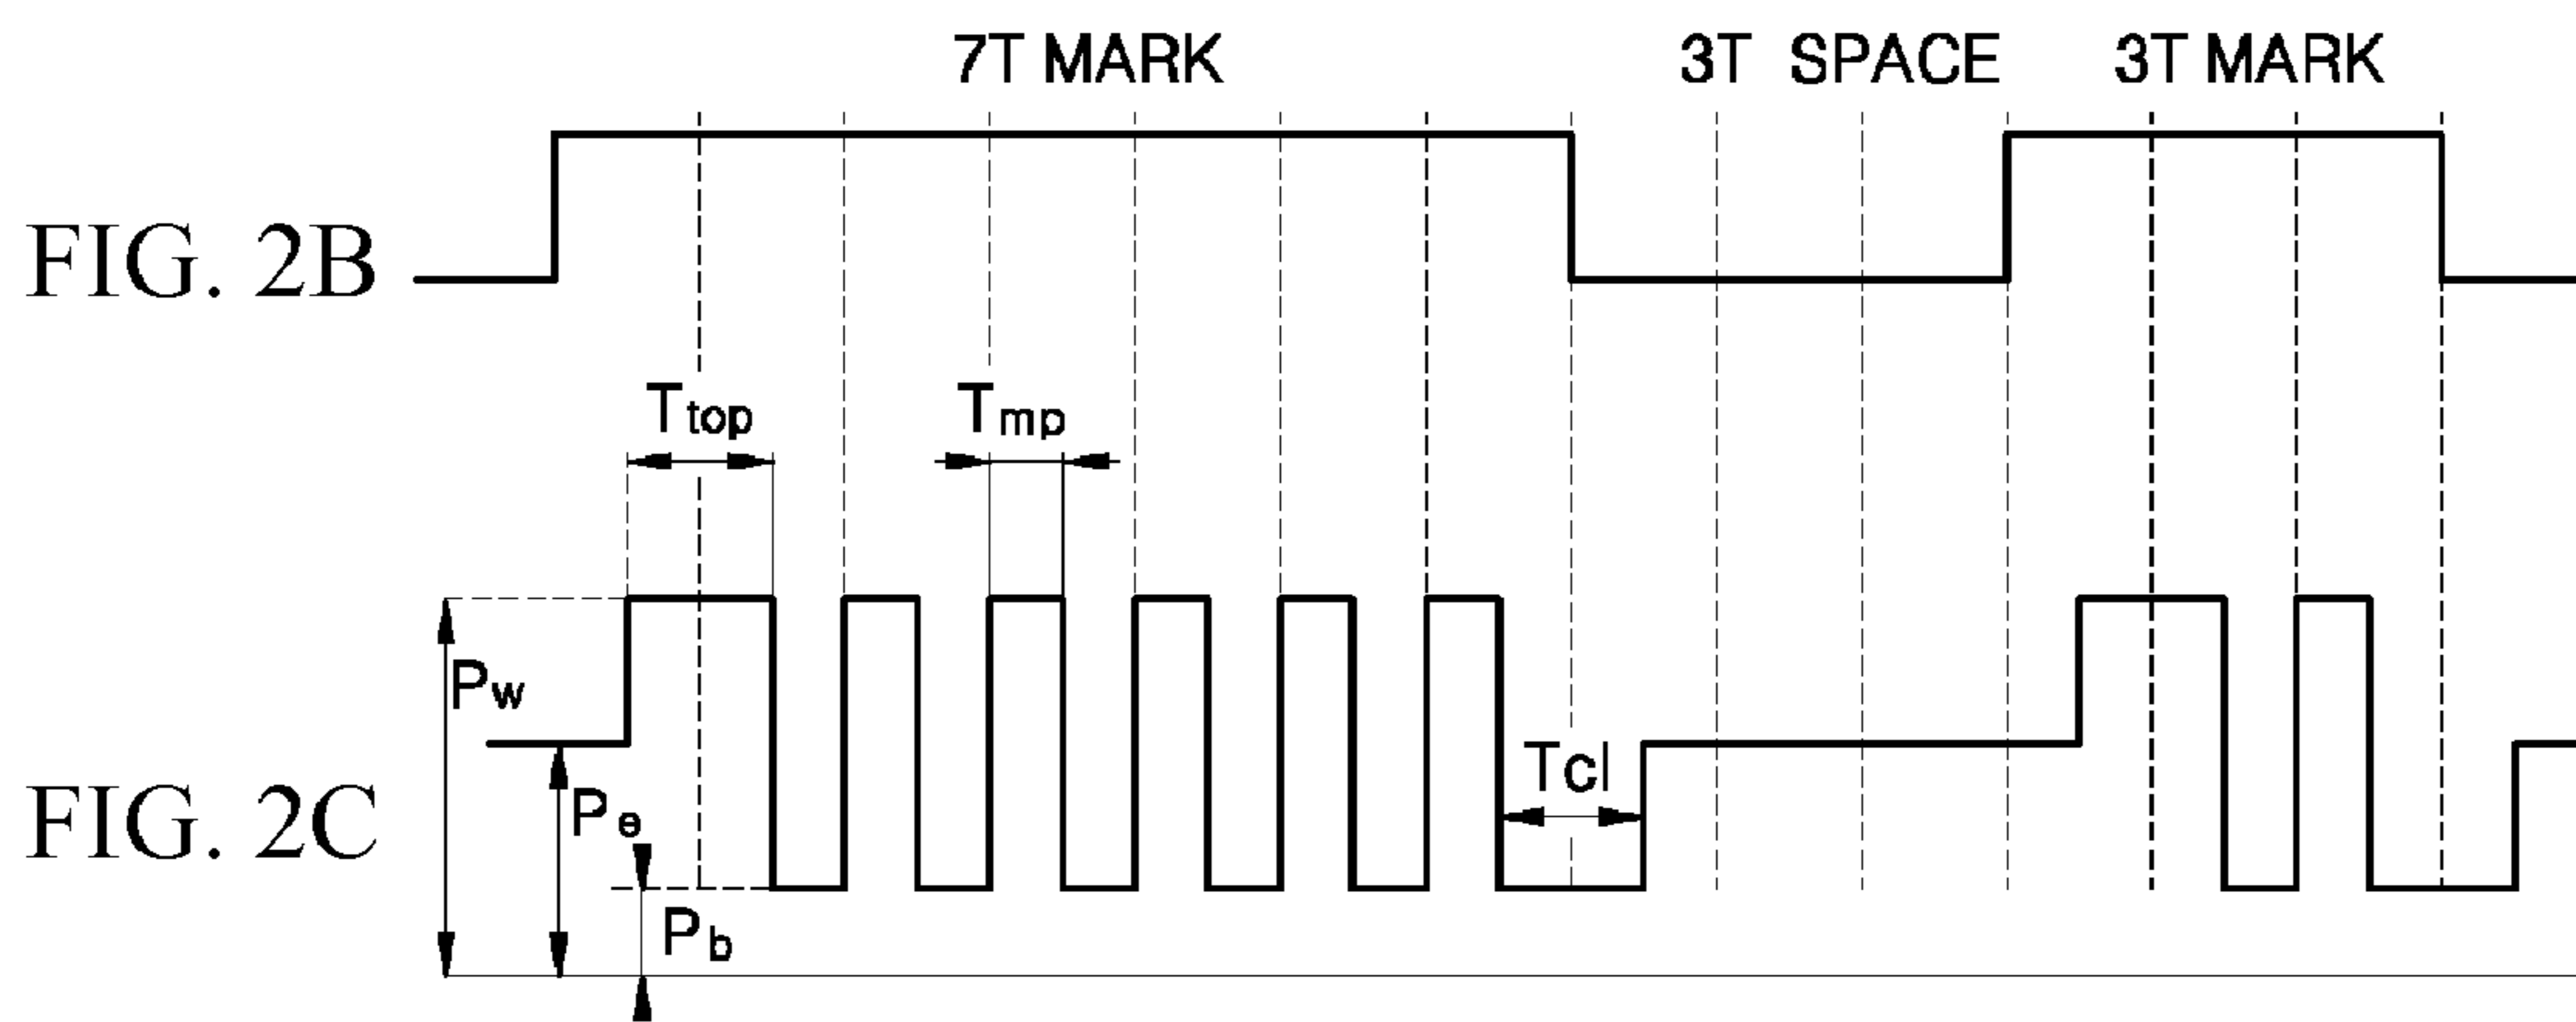 7T MARK 3T SPACE 3T MARK
FIG. 2B
Ttop Tmp
Pw
Tcl
Pe
FIG. 2C
Pb